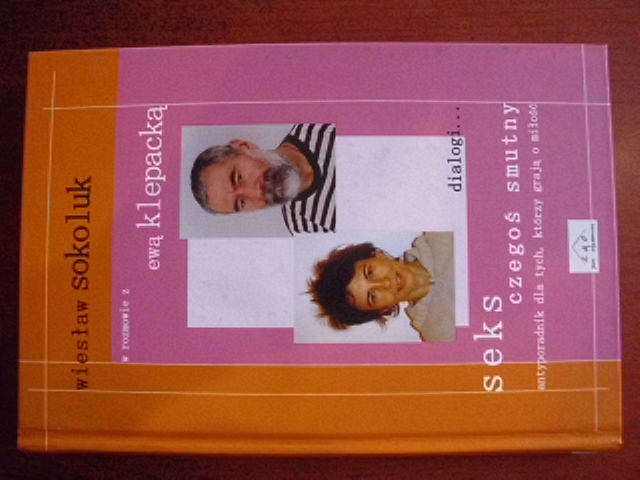 wiesław sokoluk
w rozmowie z
ewą klepacką
dialogi...
seks
czegoś smutny
antyporadnik dla tych, którzy grają o miłość